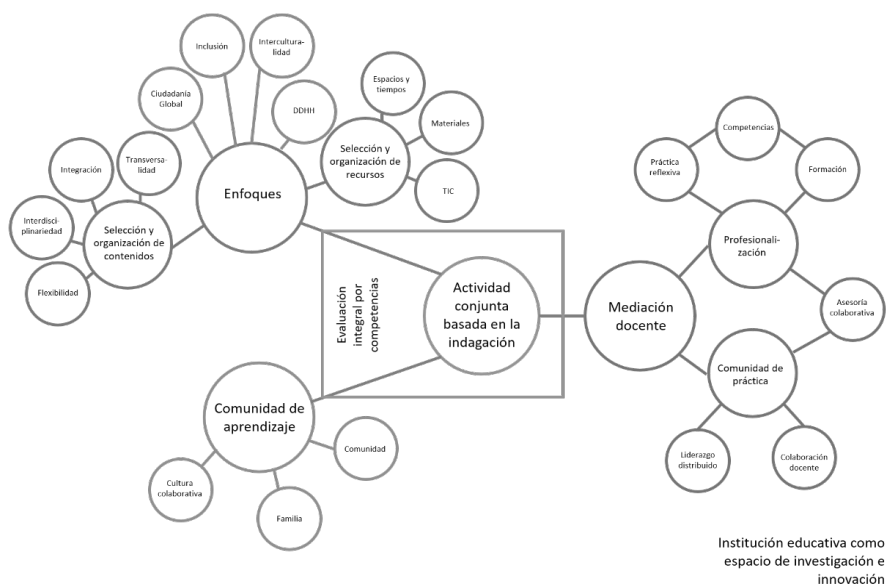 Inclusión
Intercultura-
lidad
Ciudadanía
Global
DDHH
Espacios y
tiempos
Materiales
TIC
Selección y
organización de
recursos
Enfoques
Transversa-
lidad
Integración
Interdisci-
plinariedad
Flexibilidad
Selección y
organización de
contenidos
Evaluación
integral por
competencias
Actividad
conjunta
basada en la
indagación
Comunidad de
aprendizaje
Comunidad
Cultura
colaborativa
Familia
Mediación
docente
Competencias
Práctica
reflexiva
Formación
Profesionali-
zación
Asesoría
colaborativa
Comunidad de
práctica
Liderazgo
distribuido
Colaboración
docente
Institución educativa como
espacio de investigación e
innovación